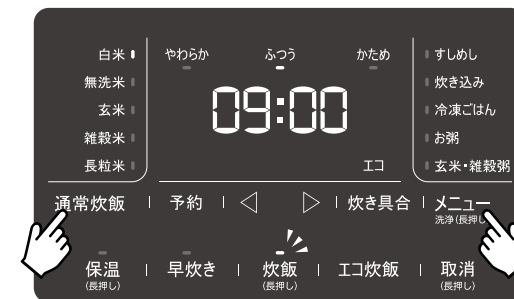 白米
無洗米
玄米
雑穀米
長粒米
やわらか ふつう かため
09:00
エコ
すしめし
炊き込み
冷凍ごはん
お粥
玄米・雑穀粥
通常炊飯 予約 ◁ ▷ 炊き具合 メニュー
洗浄(長押し
保温 早炊き 炊飯 エコ炊飯 取消
(長押し) (長押し) (長押し)